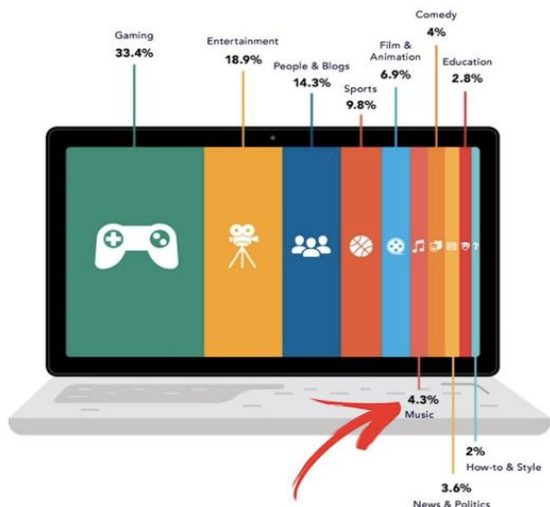 Gaming
33.4%
Entertainment
18.9%
People & Blogs
14.3%
Sports
9.8%
Film &
Animation
6.9%
Comedy
4%
Education
2.8%
?
4.3%
Music
3.6%
News & Politics
2%
How-to & Style